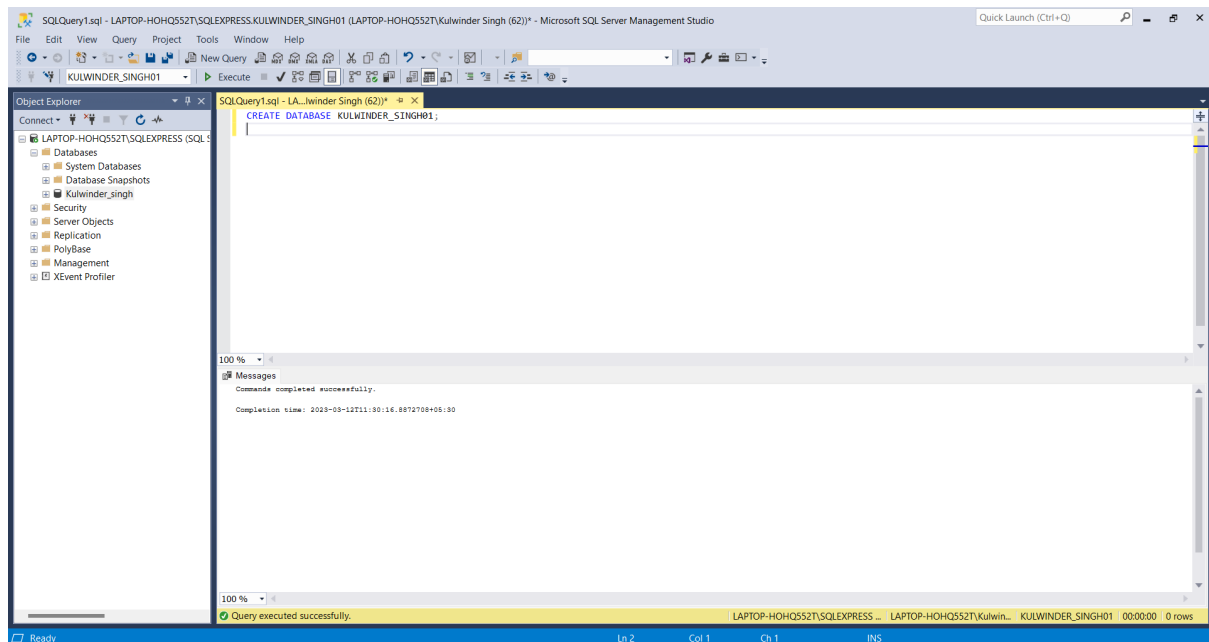 SQLQuery1.sql - LAPTOP-HOHQ552T\SQLEXPRESS.KULWINDER_SINGH01 (LAPTOP-HOHQ552T\Kulwinder Singh (62))* - Microsoft SQL Server Management Studio
Quick Launch (Ctrl+Q)
File Edit View Query Project Tools Window Help
New Query
KULWINDER_SINGH01 Execute
Object Explorer
Connect
LAPTOP-HOHQ552T\SQLEXPRESS (SQL S
Databases
System Databases
Database Snapshots
Kulwinder_singh
Security
Server Objects
Replication
PolyBase
Management
XEvent Profiler
SQLQuery1.sql - LA...lwinder Singh (62))*
CREATE DATABASE KULWINDER_SINGH01;
100 %
Messages
Commands completed successfully.
Completion time: 2023-03-12T11:30:16.8872708+05:30
100 %
Query executed successfully. LAPTOP-HOHQ552T\SQLEXPRESS ... LAPTOP-HOHQ552T\Kulwin... KULWINDER_SINGH01 00:00:00 0 rows
Ready Ln 2 Col 1 Ch 1 INS